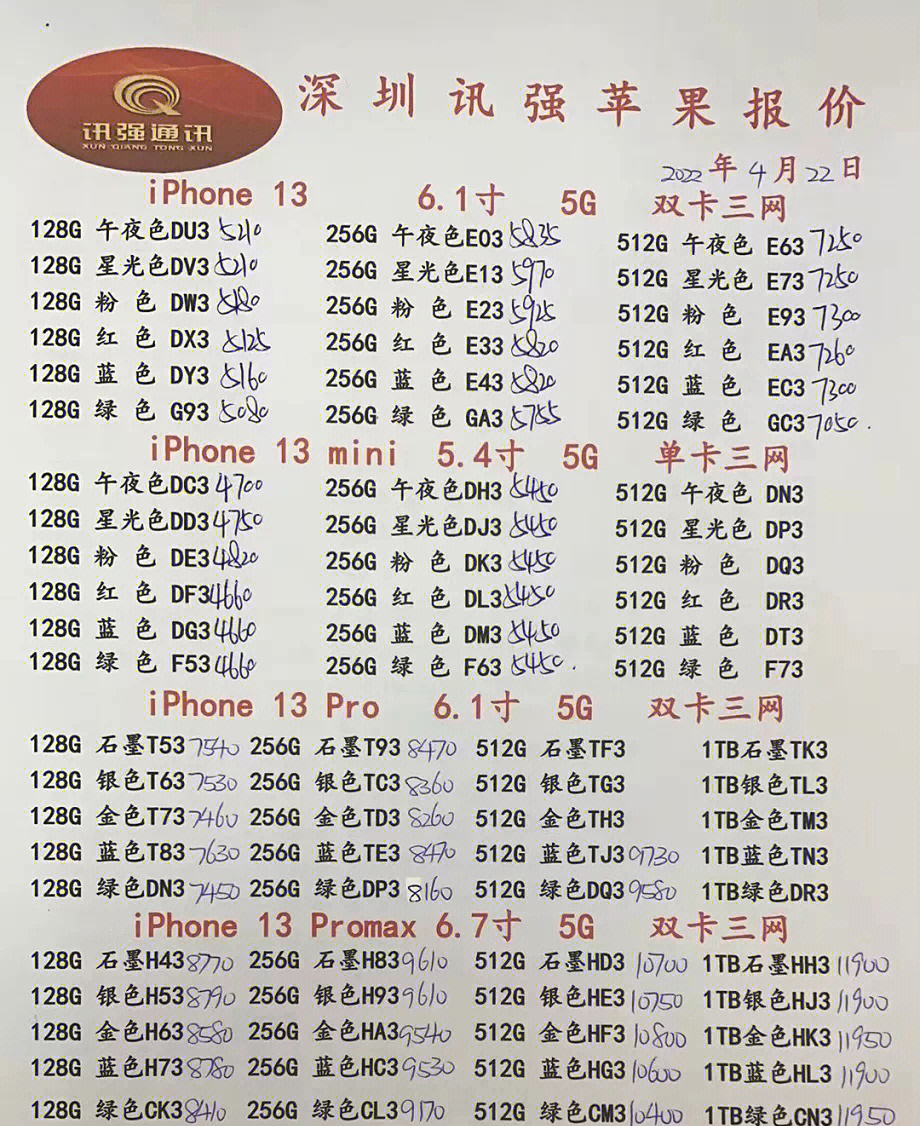 讯强通讯
XUN QIANG TONG XUN
深圳讯强苹果报价
2022年4月22日
iPhone 13 6.1寸 5G 双卡三网
128G 午夜色DU3 5210 256G 午夜色E03 5835 512G 午夜色 E63 7250
128G 星光色DV3 5210 256G 星光色E13 5970 512G 星光色 E73 7250
128G 粉 色 DW3 5180 256G 粉 色 E23 5925 512G 粉 色 E93 7300
128G 红 色 DX3 5125 256G 红 色 E33 5820 512G 红 色 EA3 7260
128G 蓝 色 DY3 5160 256G 蓝 色 E43 5820 512G 蓝 色 EC3 7300
128G 绿 色 G93 5080 256G 绿 色 GA3 5755 512G 绿 色 GC3 7050.
iPhone 13 mini 5.4寸 5G 单卡三网
128G 午夜色DC3 4700 256G 午夜色DH3 5450 512G 午夜色 DN3
128G 星光色DD3 4750 256G 星光色DJ3 5450 512G 星光色 DP3
128G 粉 色 DE3 4820 256G 粉 色 DK3 5450 512G 粉 色 DQ3
128G 红 色 DF3 4660 256G 红 色 DL3 5450 512G 红 色 DR3
128G 蓝 色 DG3 4660 256G 蓝 色 DM3 5450 512G 蓝 色 DT3
128G 绿 色 F53 4660 256G 绿 色 F63 5450. 512G 绿 色 F73
iPhone 13 Pro 6.1寸 5G 双卡三网
128G 石墨T53 7540 256G 石墨T93 8470 512G 石墨TF3 1TB石墨TK3
128G 银色T63 7530 256G 银色TC3 8360 512G 银色TG3 1TB银色TL3
128G 金色T73 7460 256G 金色TD3 8260 512G 金色TH3 1TB金色TM3
128G 蓝色T83 7630 256G 蓝色TE3 8470 512G 蓝色TJ3 9730 1TB蓝色TN3
128G 绿色DN3 7450 256G 绿色DP3 8160 512G 绿色DQ3 9580 1TB绿色DR3
iPhone 13 Promax 6.7寸 5G 双卡三网
128G 石墨H43 8770 256G 石墨H83 9610 512G 石墨HD3 10700 1TB石墨HH3 11900
128G 银色H53 8790 256G 银色H93 9610 512G 银色HE3 10750 1TB银色HJ3 11900
128G 金色H63 8580 256G 金色HA3 9540 512G 金色HF3 10800 1TB金色HK3 11950
128G 蓝色H73 8780 256G 蓝色HC3 9530 512G 蓝色HG3 10600 1TB蓝色HL3 11900
128G 绿色CK3 8410 256G 绿色CL3 9170 512G 绿色CM3 10400 1TB绿色CN3 11950